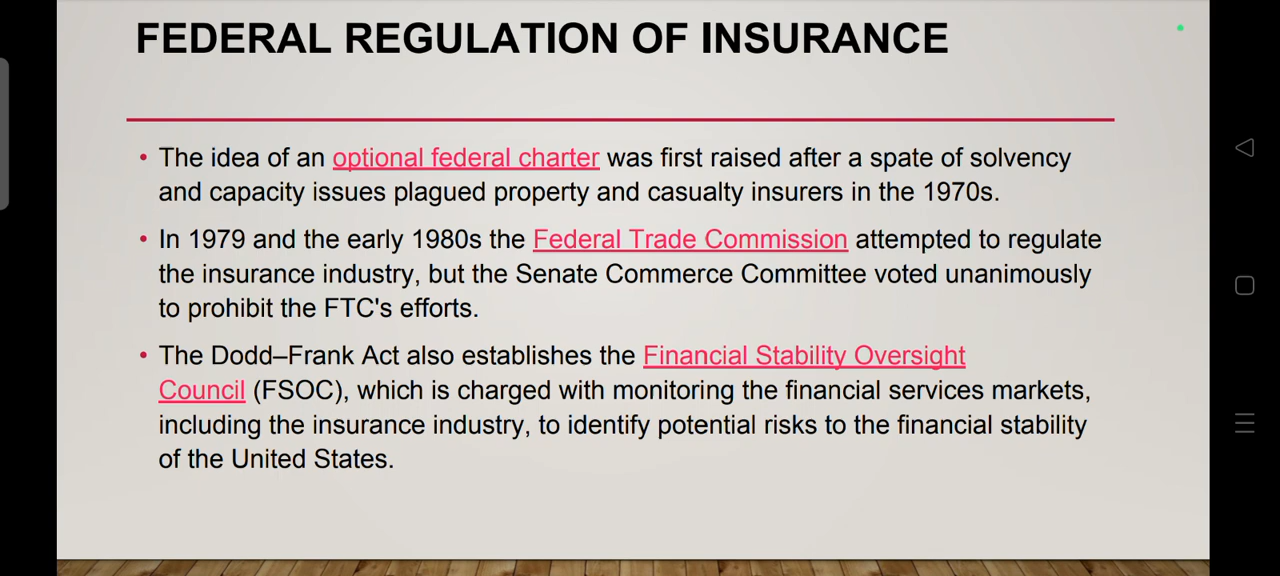 FEDERAL REGULATION OF INSURANCE
• The idea of an optional federal charter was first raised after a spate of solvency
and capacity issues plagued property and casualty insurers in the 1970s.
• In 1979 and the early 1980s the Federal Trade Commission attempted to regulate
the insurance industry, but the Senate Commerce Committee voted unanimously
to prohibit the FTC's efforts.
• The Dodd–Frank Act also establishes the Financial Stability Oversight
Council (FSOC), which is charged with monitoring the financial services markets,
including the insurance industry, to identify potential risks to the financial stability
of the United States.